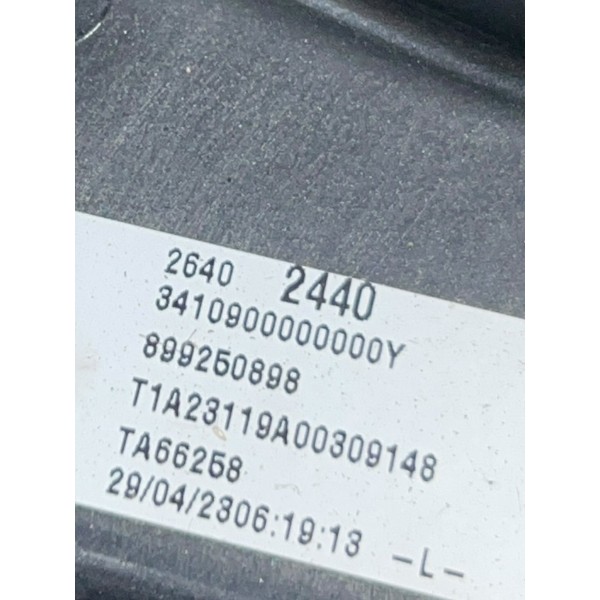 2640 2440
3410900000000Y
899250898
T1A23119A00309148
TA66258
29/04/2306:19:13 -L-